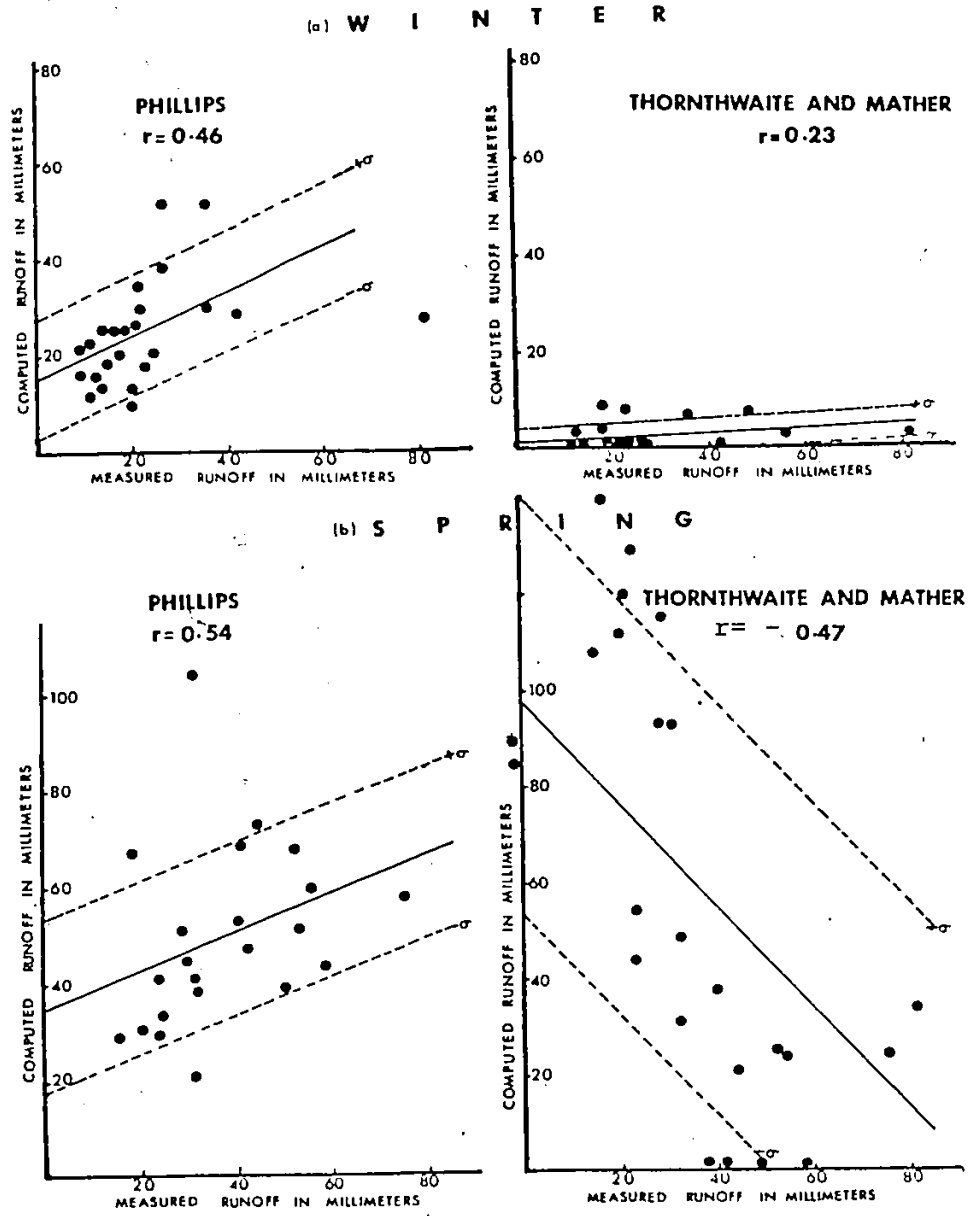 (a) W I N T E R
PHILLIPS
r= 0·46
COMPUTED RUNOFF IN MILLIMETERS
80
60
40
20
20 40 60 80
MEASURED RUNOFF IN MILLIMETERS
+σ
σ
THORNTHWAITE AND MATHER
r=0·23
COMPUTED RUNOFF IN MILLIMETERS
80
60
40
20
20 40 60 80
MEASURED RUNOFF IN MILLIMETERS
+σ
(b) S P R I N G
PHILLIPS
r= 0·54
COMPUTED RUNOFF IN MILLIMETERS
100
80
60
40
20
20 40 60 80
MEASURED RUNOFF IN MILLIMETERS
+σ
σ
THORNTHWAITE AND MATHER
r= -. 0·47
COMPUTED RUNOFF IN MILLIMETERS
100
80
60
40
20
20 40 60 80
MEASURED RUNOFF IN MILLIMETERS
+σ
-σ